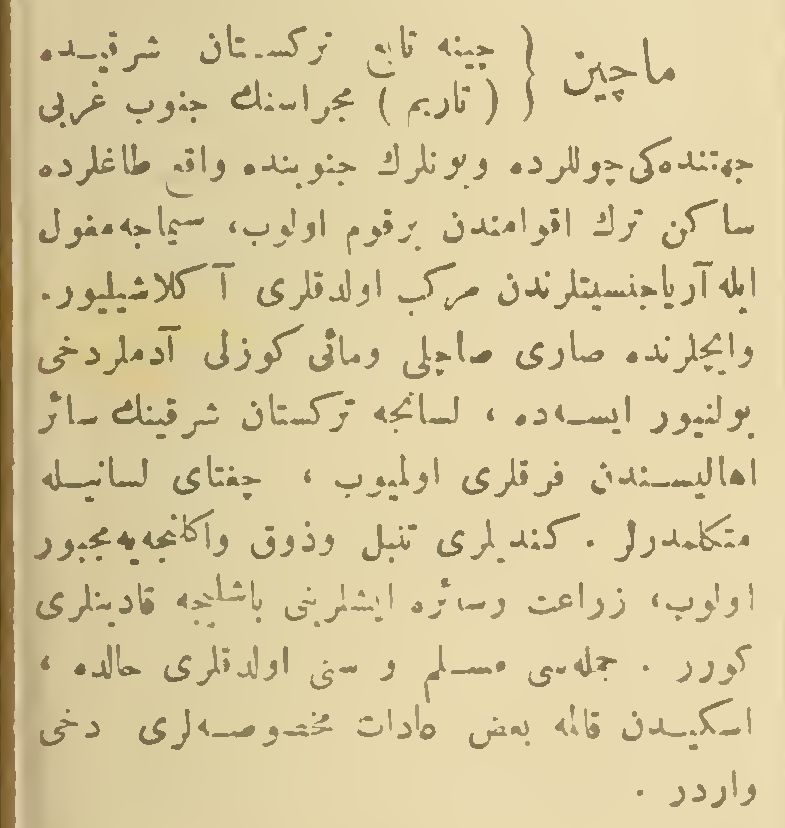 ماچین } چینه تابع ترکستان شرقیده
( تاریم ) مجراسنك جنوب غربی
جهتنده‌کی چوللرده وبونلرك جنوبنده واقع طاغلرده
ساکن ترك اقوامندن برقوم اولوب، سیماجه مغول
ایله آریا جنسیتلرندن مرکب اولدقلری آکلاشیلیور.
وایچلرنده صاری صاچلی ومائی کوزلی آدملردخی
بولنیور ایسه‌ده ، لسانجه ترکستان شرقینك سائر
اهالیسندن فرقلری اولمیوب ، چغتای لسانیله
متکلمدرلر . کندیلری تنبل وذوق واکلنجه‌یه مجبور
اولوب، زراعت وسائره ایشلرینی باشلیجه قادینلری
کورر . جمله‌سی مسلم و سنی اولدقلری حالده ،
اسکیدن قالمه بعض عادات مخصوصه‌لری دخی
واردر .